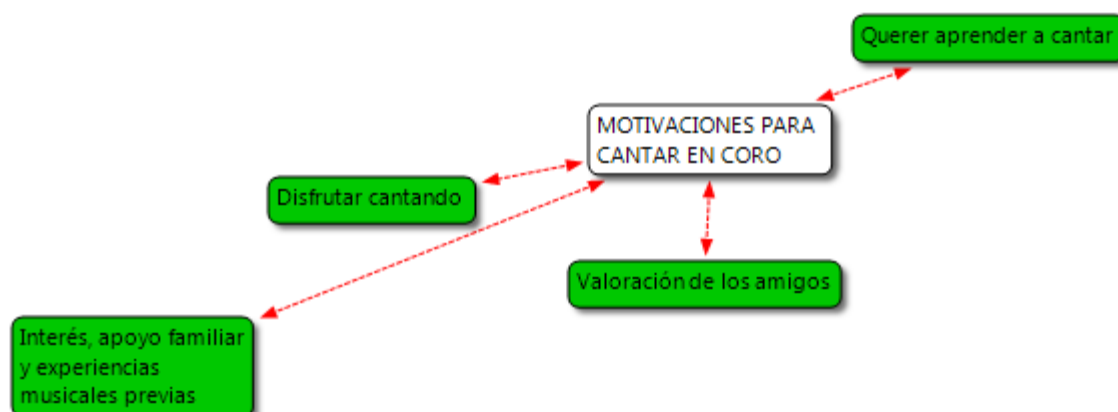 Querer aprender a cantar
MOTIVACIONES PARA
CANTAR EN CORO
Disfrutar cantando
Valoración de los amigos
Interés, apoyo familiar
y experiencias
musicales previas